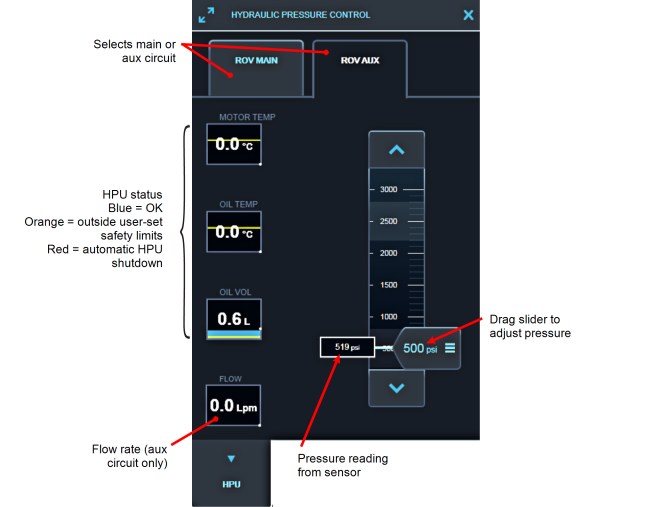 HYDRAULIC PRESSURE CONTROL
Selects main or
aux circuit
ROV MAIN
ROV AUX
MOTOR TEMP
0.0 °C
HPU status
Blue = OK
Orange = outside user-set
safety limits
Red = automatic HPU
shutdown
OIL TEMP
0.0 °C
OIL VOL
0.6 L
3000
2500
2000
1500
1000
519 psi
500 psi
Drag slider to
adjust pressure
FLOW
0.0 Lpm
Flow rate (aux
circuit only)
Pressure reading
from sensor
HPU